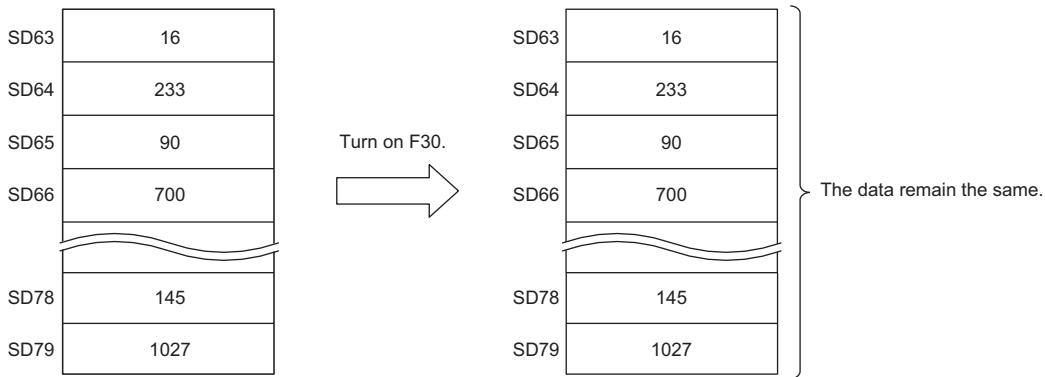 SD63 16
SD64 233
SD65 90
SD66 700
SD78 145
SD79 1027
Turn on F30.
SD63 16
SD64 233
SD65 90
SD66 700
SD78 145
SD79 1027
The data remain the same.